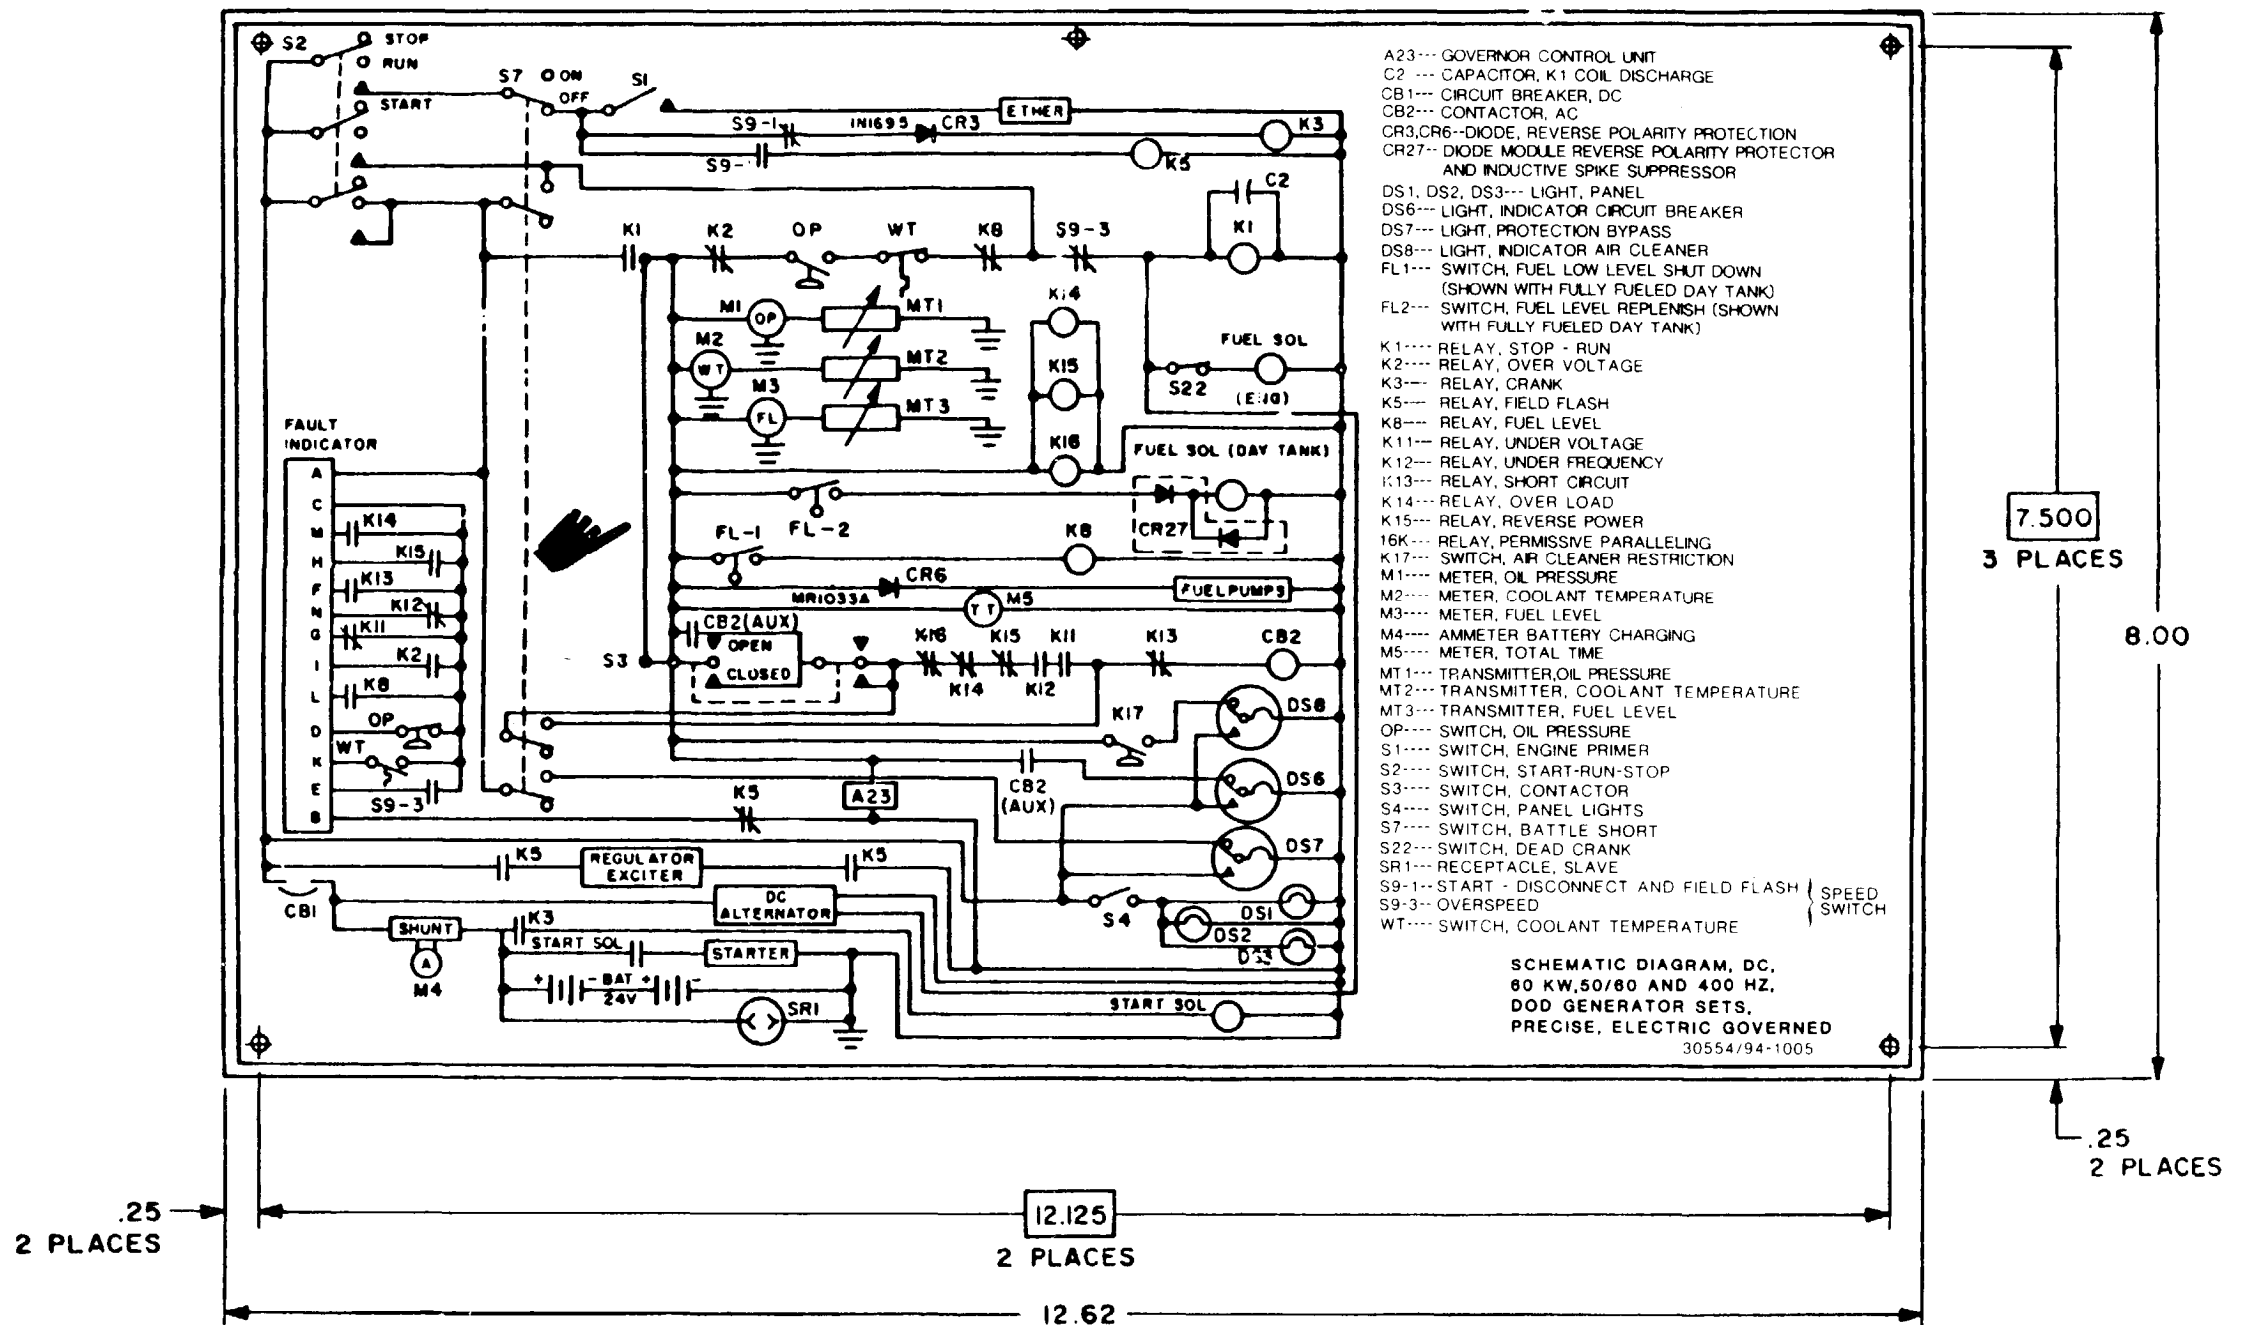 S2
STOP
RUN
START
S7
ON
OFF
S1
ETHER
S9-1
IN1695
CR3
K3
S9-
K5
C2
K1
K2
OP
WT
K8
S9-3
K1
M1
OP
MT1
M2
WT
MT2
M3
FL
MT3
K14
K15
K16
FUEL SOL
S22
(ENG)
FUEL SOL (DAY TANK)
FL-2
CR27
FL-1
K8
CR6
MR1033A
FUEL PUMPS
TT
M5
CB2(AUX)
OPEN
CLOSED
S3
K16
K15
K11
K13
CB2
K14
K12
K17
DS8
DS6
DS7
CB2
(AUX)
A23
K5
FAULT
INDICATOR
A
C
M K14
H K15
F K13
N K12
G K11
I K2
L K8
D OP
K WT
E S9-3
B
K5
REGULATOR
EXCITER
K5
CB1
DC
ALTERNATOR
SHUNT
K3
START SOL
STARTER
A
M4
+ - BAT + -
24V
SR1
START SOL
S4
DS1
DS2
DS3
A23--- GOVERNOR CONTROL UNIT
C2 --- CAPACITOR, K1 COIL DISCHARGE
CB1--- CIRCUIT BREAKER, DC
CB2--- CONTACTOR, AC
CR3,CR6--DIODE, REVERSE POLARITY PROTECTION
CR27-- DIODE MODULE REVERSE POLARITY PROTECTOR
AND INDUCTIVE SPIKE SUPPRESSOR
DS1, DS2, DS3--- LIGHT, PANEL
DS6--- LIGHT, INDICATOR CIRCUIT BREAKER
DS7--- LIGHT, PROTECTION BYPASS
DS8--- LIGHT, INDICATOR AIR CLEANER
FL1--- SWITCH, FUEL LOW LEVEL SHUT DOWN
(SHOWN WITH FULLY FUELED DAY TANK)
FL2--- SWITCH, FUEL LEVEL REPLENISH (SHOWN
WITH FULLY FUELED DAY TANK)
K1---- RELAY, STOP - RUN
K2---- RELAY, OVER VOLTAGE
K3---- RELAY, CRANK
K5---- RELAY, FIELD FLASH
K8---- RELAY, FUEL LEVEL
K11--- RELAY, UNDER VOLTAGE
K12--- RELAY, UNDER FREQUENCY
K13--- RELAY, SHORT CIRCUIT
K14--- RELAY, OVER LOAD
K15--- RELAY, REVERSE POWER
16K--- RELAY, PERMISSIVE PARALLELING
K17--- SWITCH, AIR CLEANER RESTRICTION
M1---- METER, OIL PRESSURE
M2---- METER, COOLANT TEMPERATURE
M3---- METER, FUEL LEVEL
M4---- AMMETER BATTERY CHARGING
M5---- METER, TOTAL TIME
MT1--- TRANSMITTER,OIL PRESSURE
MT2--- TRANSMITTER, COOLANT TEMPERATURE
MT3--- TRANSMITTER, FUEL LEVEL
OP---- SWITCH, OIL PRESSURE
S1---- SWITCH, ENGINE PRIMER
S2---- SWITCH, START-RUN-STOP
S3---- SWITCH, CONTACTOR
S4---- SWITCH, PANEL LIGHTS
S7---- SWITCH, BATTLE SHORT
S22--- SWITCH, DEAD CRANK
SR1--- RECEPTACLE, SLAVE
S9-1-- START - DISCONNECT AND FIELD FLASH
S9-3-- OVERSPEED
SPEED
SWITCH
WT---- SWITCH, COOLANT TEMPERATURE
SCHEMATIC DIAGRAM, DC,
60 KW,50/60 AND 400 HZ,
DOD GENERATOR SETS,
PRECISE, ELECTRIC GOVERNED
30554/94-1005
7.500
3 PLACES
8.00
.25
2 PLACES
.25
2 PLACES
12.125
2 PLACES
12.62